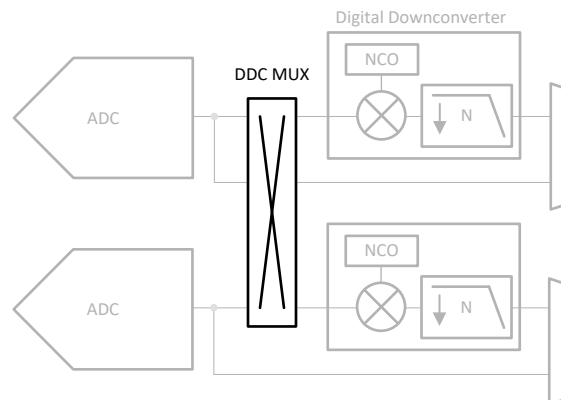 Digital Downconverter
NCO
DDC MUX
ADC
N
NCO
ADC
N